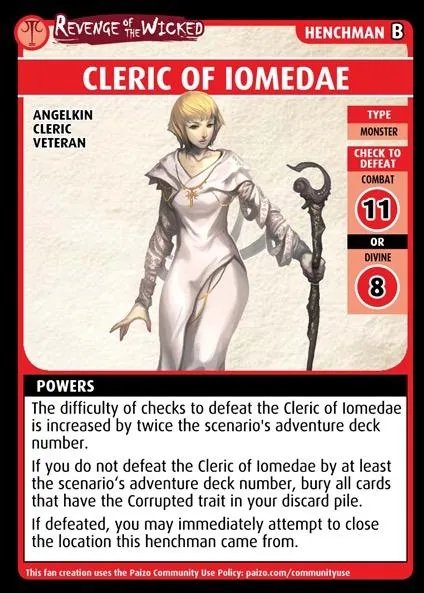 REVENGE OF THE WICKED
HENCHMAN B
CLERIC OF IOMEDAE
ANGELKIN
CLERIC
VETERAN
TYPE
MONSTER
CHECK TO
DEFEAT
COMBAT
11
OR
DIVINE
8
POWERS
The difficulty of checks to defeat the Cleric of Iomedae
is increased by twice the scenario's adventure deck
number.
If you do not defeat the Cleric of Iomedae by at least
the scenario‘s adventure deck number, bury all cards
that have the Corrupted trait in your discard pile.
If defeated, you may immediately attempt to close
the location this henchman came from.
This fan creation uses the Paizo Community Use Policy: paizo.com/communityuse